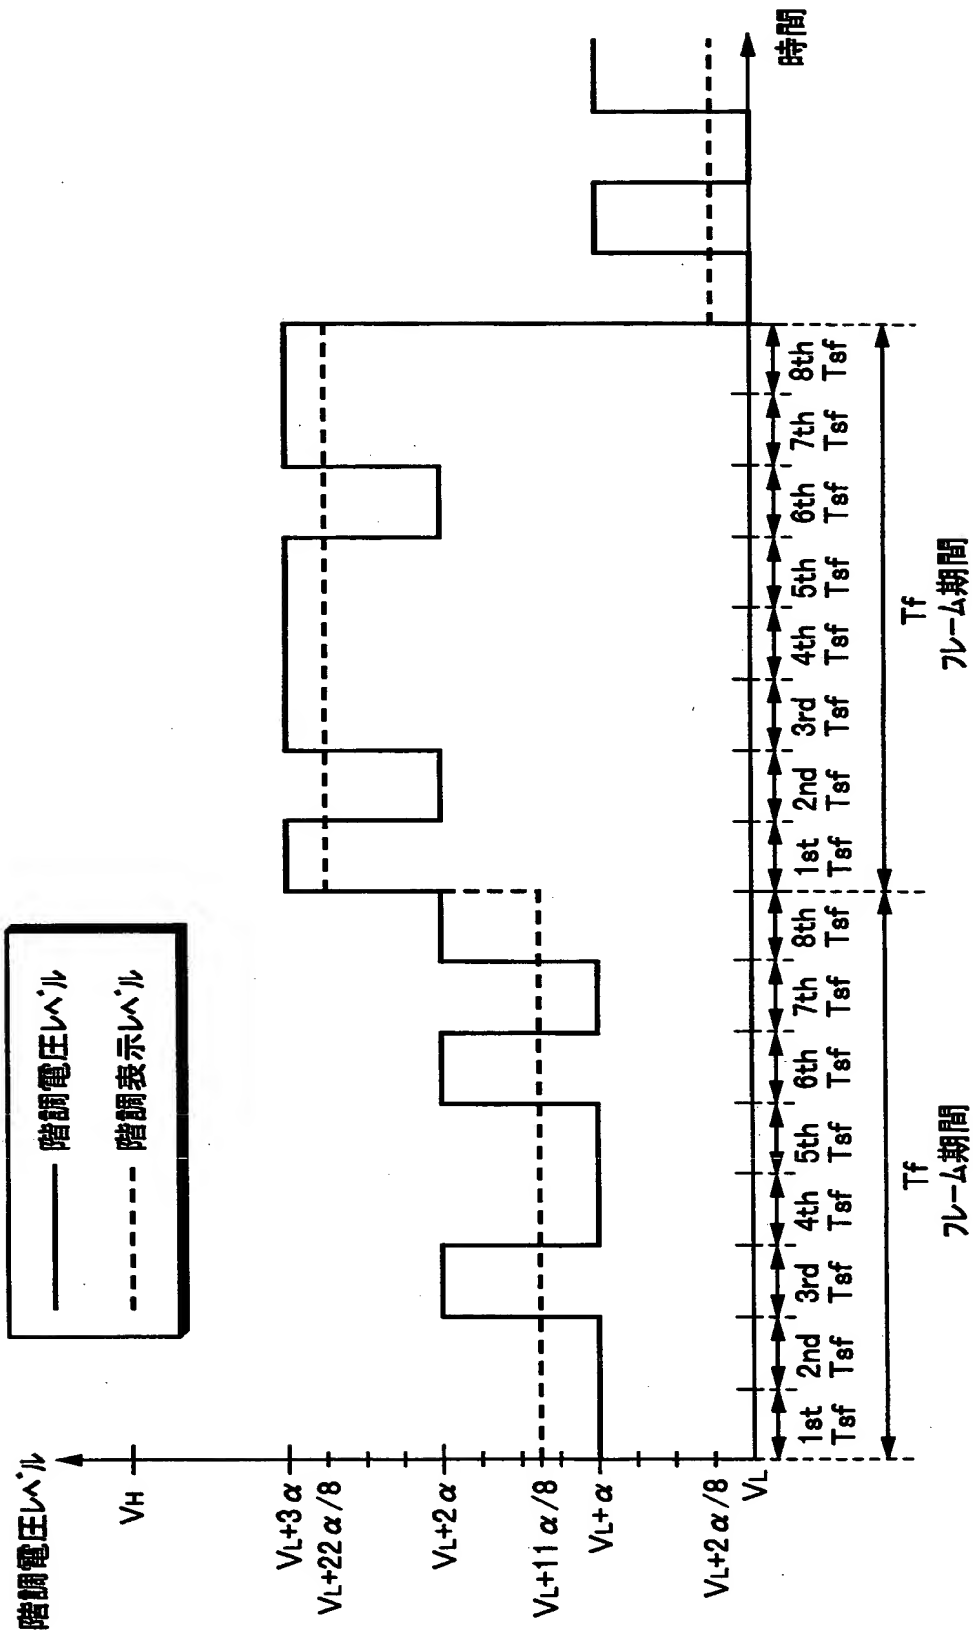 階調電圧レベル
階調表示レベル
階調電圧レベル
VH
VL+3α
VL+22α/8
VL+2α
VL+11α/8
VL+α
VL+2α/8
VL
1st Tsf
2nd Tsf
3rd Tsf
4th Tsf
5th Tsf
6th Tsf
7th Tsf
8th Tsf
1st Tsf
2nd Tsf
3rd Tsf
4th Tsf
5th Tsf
6th Tsf
7th Tsf
8th Tsf
時間
Tf
フレーム期間
Tf
フレーム期間